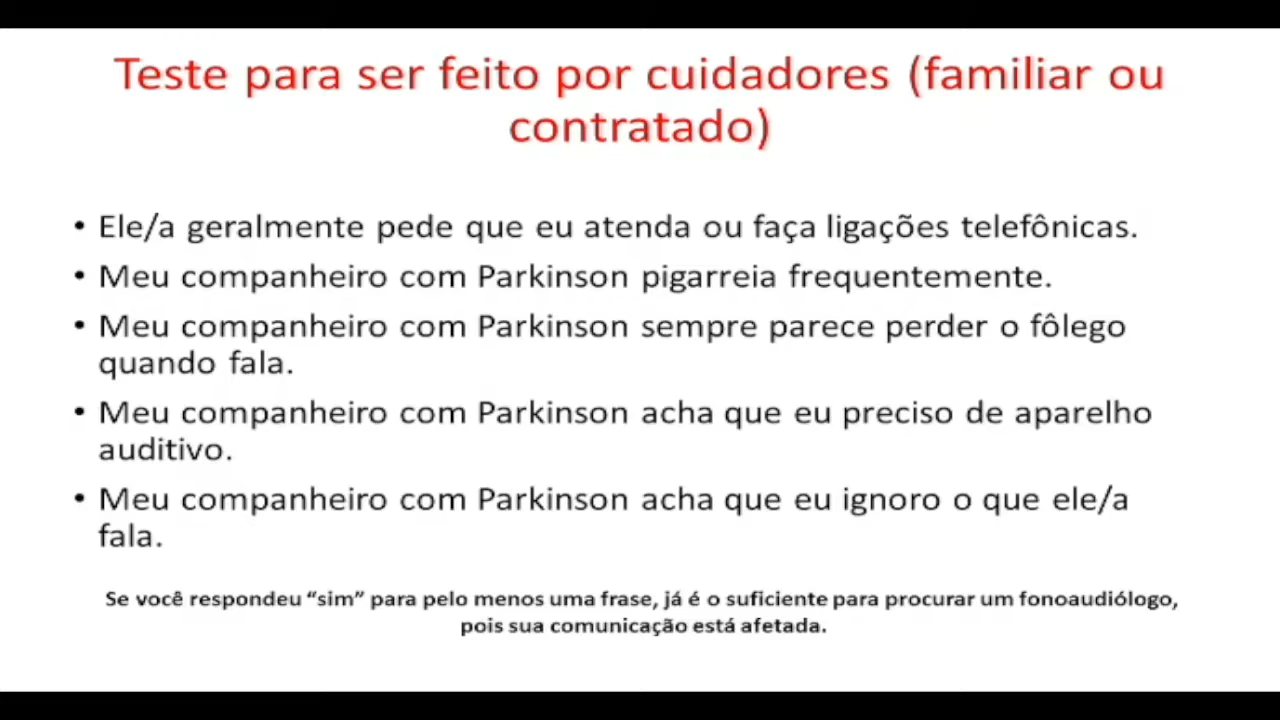 Teste para ser feito por cuidadores (familiar ou
contratado)
• Ele/a geralmente pede que eu atenda ou faça ligações telefônicas.
• Meu companheiro com Parkinson pigarreia frequentemente.
• Meu companheiro com Parkinson sempre parece perder o fôlego
quando fala.
• Meu companheiro com Parkinson acha que eu preciso de aparelho
auditivo.
• Meu companheiro com Parkinson acha que eu ignoro o que ele/a
fala.
Se você respondeu “sim” para pelo menos uma frase, já é o suficiente para procurar um fonoaudiólogo,
pois sua comunicação está afetada.